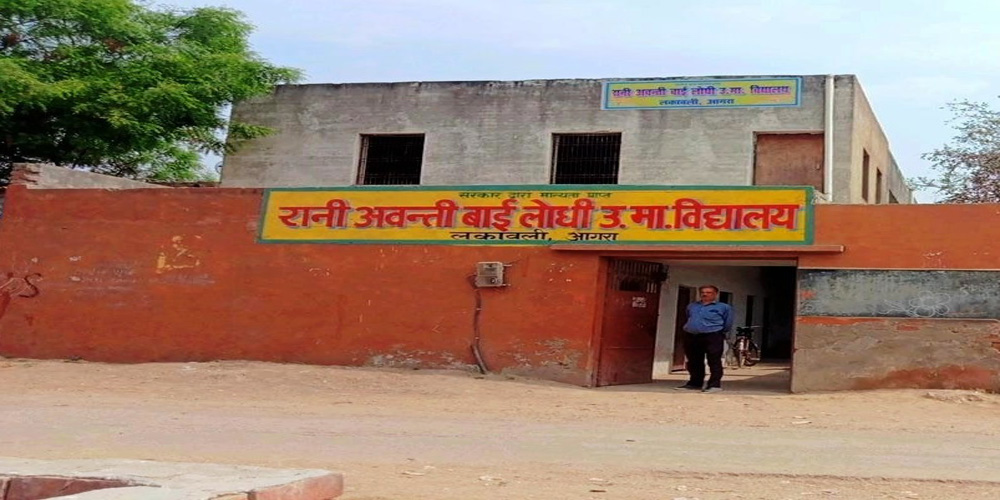 रानी अवन्ती बाई लोधी उ.मा. विद्यालय
लकावली, आगरा
सरकार द्वारा मान्यता प्राप्त
रानी अवन्ती बाई लोधी उ.मा.विद्यालय
लकावली, आगरा